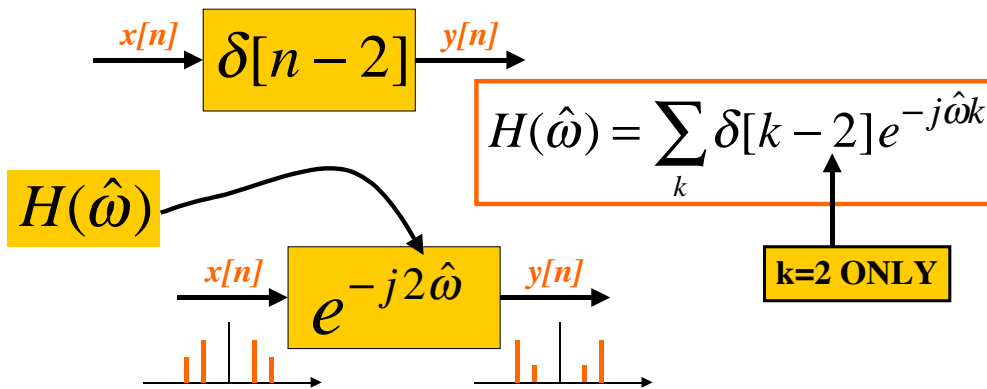 x[n]
δ[n − 2]
y[n]
H(ω̂) = ∑ₖ δ[k − 2]e^{−jω̂k}
H(ω̂)
k=2 ONLY
x[n]
e^{−j2ω̂}
y[n]